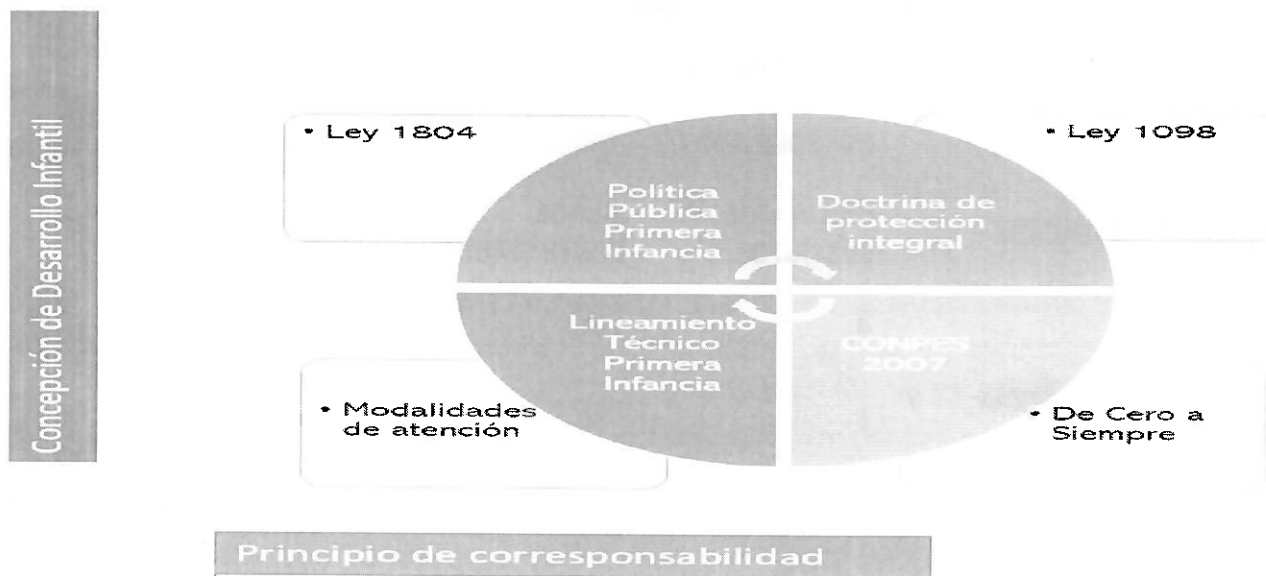 Concepción de Desarrollo Infantil
• Ley 1804
• Ley 1098
Política
Pública
Primera
Infancia
Doctrina de
protección
integral
Lineamiento
Técnico
Primera
Infancia
CONPES
2007
• Modalidades
de atención
• De Cero a
Siempre
Principio de corresponsabilidad